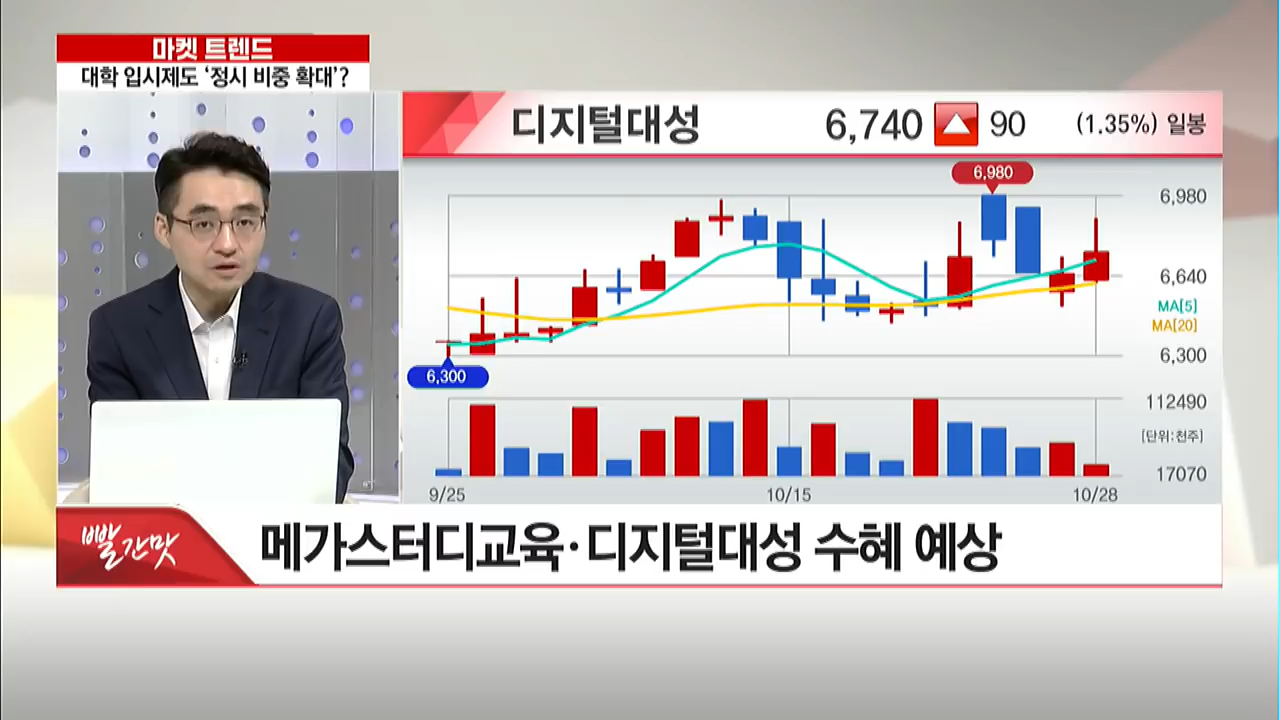 마켓 트렌드
대학 입시제도 ‘정시 비중 확대’?
디지털대성 6,740 90 (1.35%) 일봉
6,980
6,980
6,640
MA[5]
MA[20]
6,300
6,300
112490
[단위:천주]
17070
9/25 10/15 10/28
빨간맛
메가스터디교육·디지털대성 수혜 예상